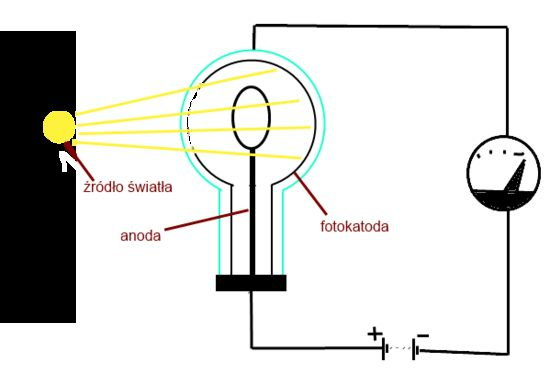 źródło światła
anoda
fotokatoda
+ -